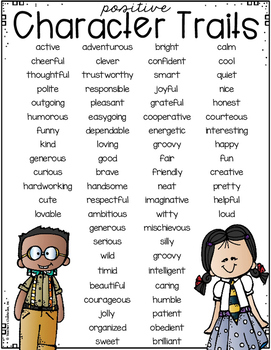 positive
Character Traits
active adventurous bright calm
cheerful clever confident cool
thoughtful trustworthy smart quiet
polite responsible joyful nice
outgoing pleasant grateful honest
humorous easygoing cooperative courteous
funny dependable energetic interesting
kind loving groovy happy
generous good fair fun
curious brave friendly creative
hardworking handsome neat pretty
cute respectful imaginative helpful
lovable ambitious witty loud
generous mischievous
serious silly
wild groovy
timid intelligent
beautiful caring
courageous humble
jolly patient
organized obedient
sweet brilliant